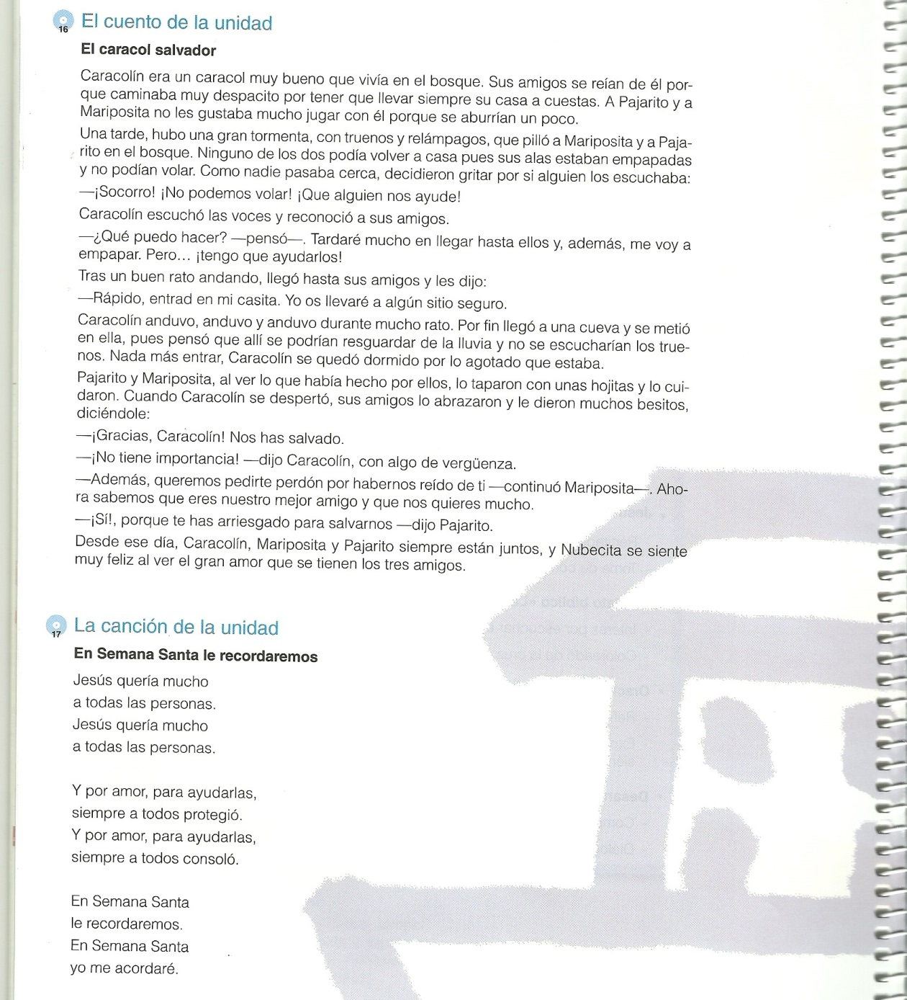 16 El cuento de la unidad
El caracol salvador
Caracolín era un caracol muy bueno que vivía en el bosque. Sus amigos se reían de él por-
que caminaba muy despacito por tener que llevar siempre su casa a cuestas. A Pajarito y a
Mariposita no les gustaba mucho jugar con él porque se aburrían un poco.
Una tarde, hubo una gran tormenta, con truenos y relámpagos, que pilló a Mariposita y a Paja-
rito en el bosque. Ninguno de los dos podía volver a casa pues sus alas estaban empapadas
y no podían volar. Como nadie pasaba cerca, decidieron gritar por si alguien los escuchaba:
—¡Socorro! ¡No podemos volar! ¡Que alguien nos ayude!
Caracolín escuchó las voces y reconoció a sus amigos.
—¿Qué puedo hacer? —pensó—. Tardaré mucho en llegar hasta ellos y, además, me voy a
empapar. Pero... ¡tengo que ayudarlos!
Tras un buen rato andando, llegó hasta sus amigos y les dijo:
—Rápido, entrad en mi casita. Yo os llevaré a algún sitio seguro.
Caracolín anduvo, anduvo y anduvo durante mucho rato. Por fin llegó a una cueva y se metió
en ella, pues pensó que allí se podrían resguardar de la lluvia y no se escucharían los true-
nos. Nada más entrar, Caracolín se quedó dormido por lo agotado que estaba.
Pajarito y Mariposita, al ver lo que había hecho por ellos, lo taparon con unas hojitas y lo cui-
daron. Cuando Caracolín se despertó, sus amigos lo abrazaron y le dieron muchos besitos,
diciéndole:
—¡Gracias, Caracolín! Nos has salvado.
—¡No tiene importancia! —dijo Caracolín, con algo de vergüenza.
—Además, queremos pedirte perdón por habernos reído de ti —continuó Mariposita—. Aho-
ra sabemos que eres nuestro mejor amigo y que nos quieres mucho.
—¡Sí!, porque te has arriesgado para salvarnos —dijo Pajarito.
Desde ese día, Caracolín, Mariposita y Pajarito siempre están juntos, y Nubecita se siente
muy feliz al ver el gran amor que se tienen los tres amigos.
17 La canción de la unidad
En Semana Santa le recordaremos
Jesús quería mucho
a todas las personas.
Jesús quería mucho
a todas las personas.
Y por amor, para ayudarlas,
siempre a todos protegió.
Y por amor, para ayudarlas,
siempre a todos consoló.
En Semana Santa
le recordaremos.
En Semana Santa
yo me acordaré.